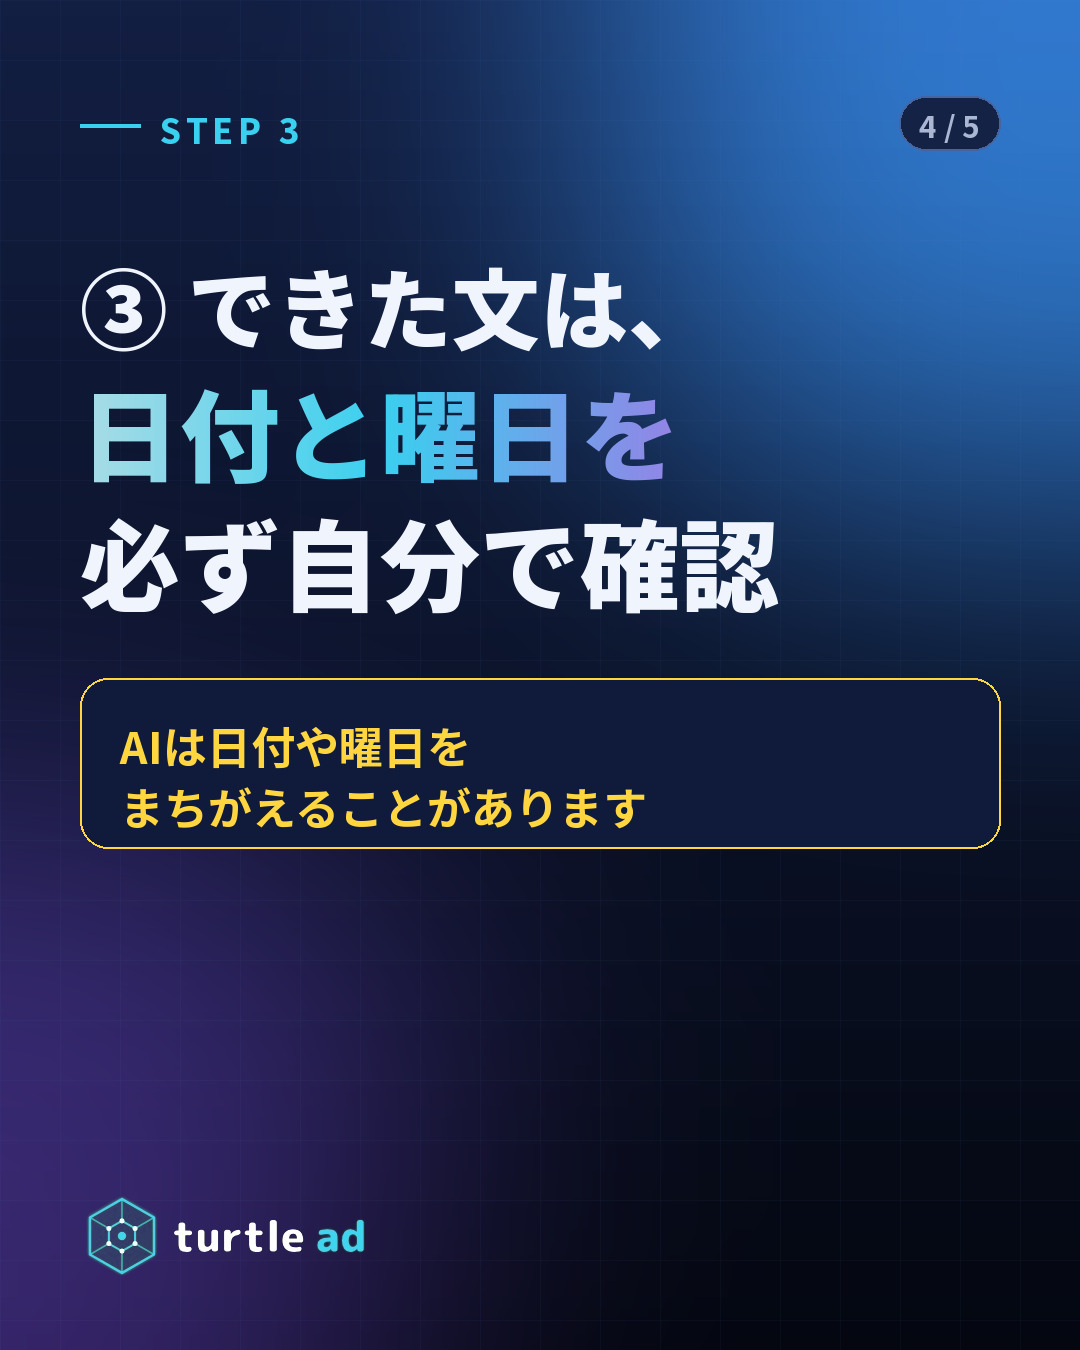 STEP 3
4 / 5
③ できた文は、
日付と曜日を
必ず自分で確認
AIは日付や曜日を
まちがえることがあります
turtle ad